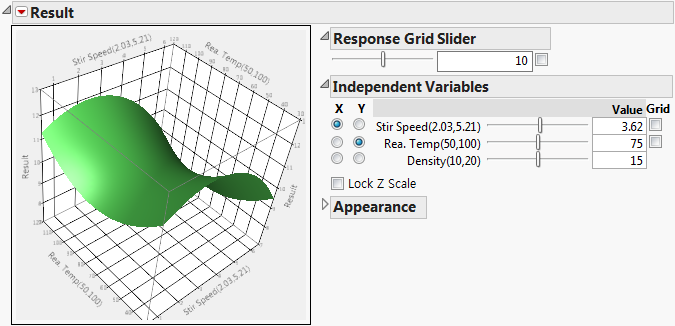 Result
Response Grid Slider
10
Independent Variables
X Y Value Grid
Stir Speed(2.03,5.21) 3.62
Rea. Temp(50,100) 75
Density(10,20) 15
Lock Z Scale
Appearance
Stir Speed(2.03,5.21)
Rea. Temp(50,100)
Result
Result
Rea. Temp(50,100)
Stir Speed(2.03,5.21)